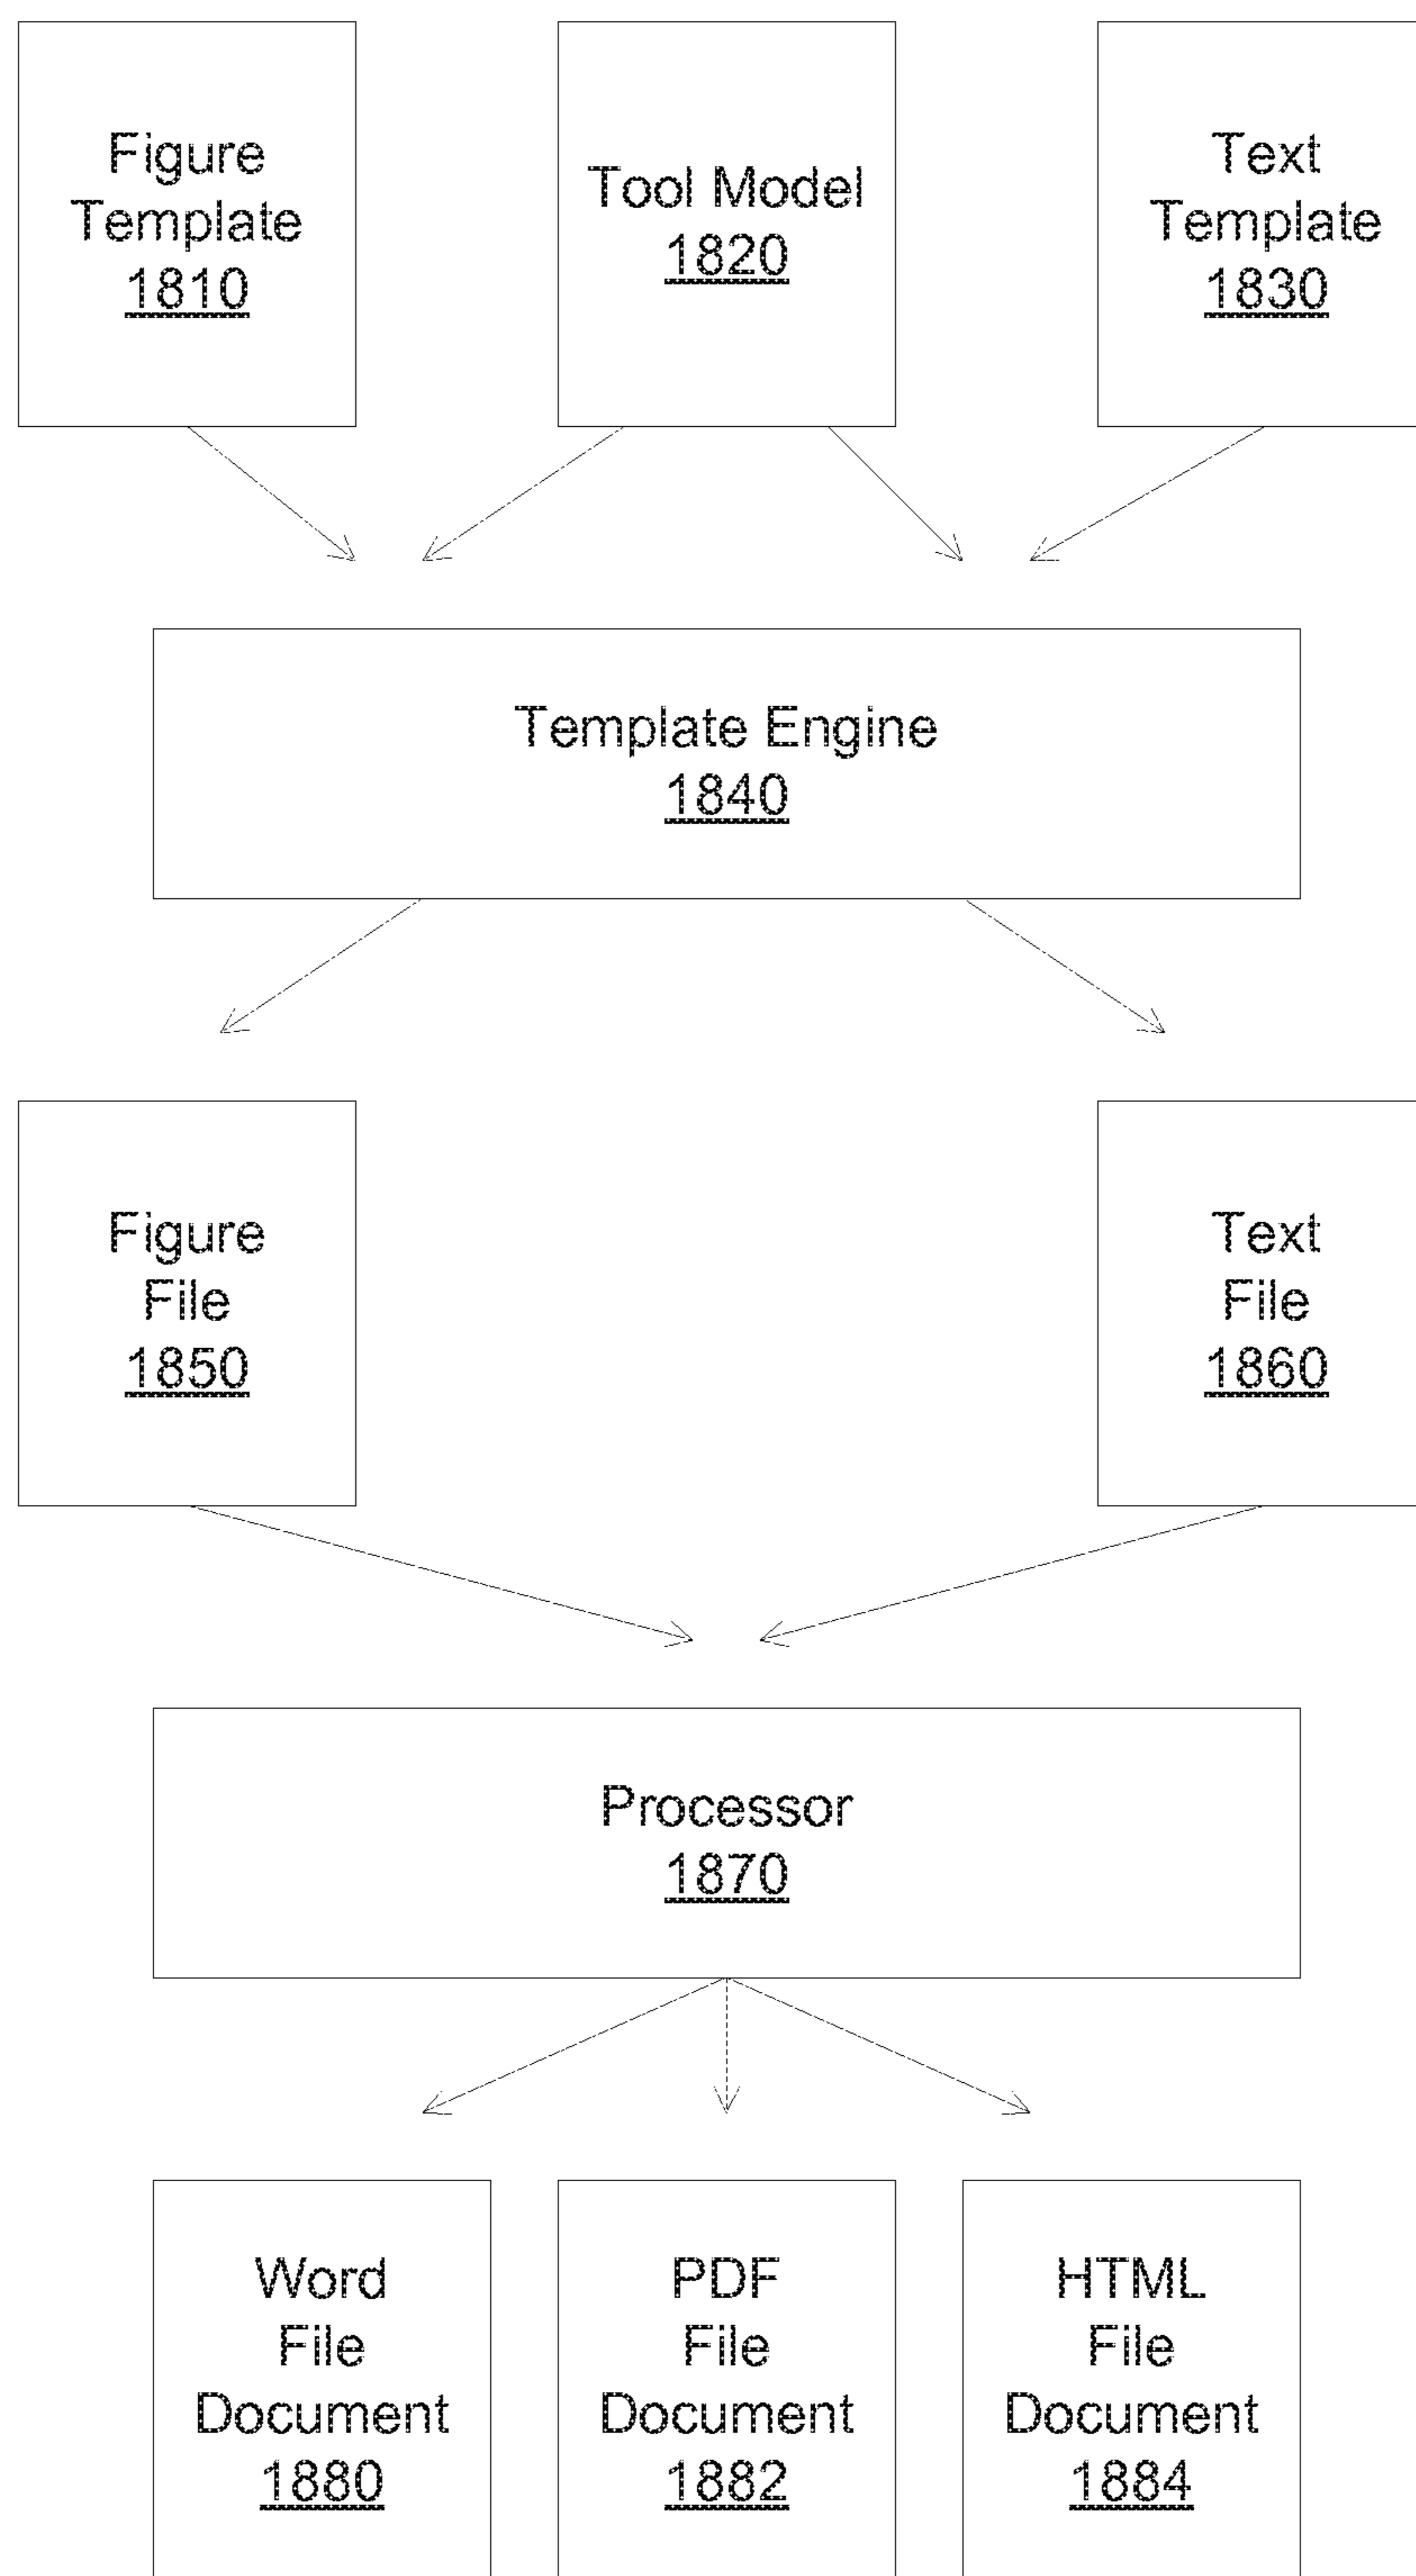 Figure
Template
1810
Tool Model
1820
Text
Template
1830
Template Engine
1840
Figure
File
1850
Text
File
1860
Processor
1870
Word
File
Document
1880
PDF
File
Document
1882
HTML
File
Document
1884